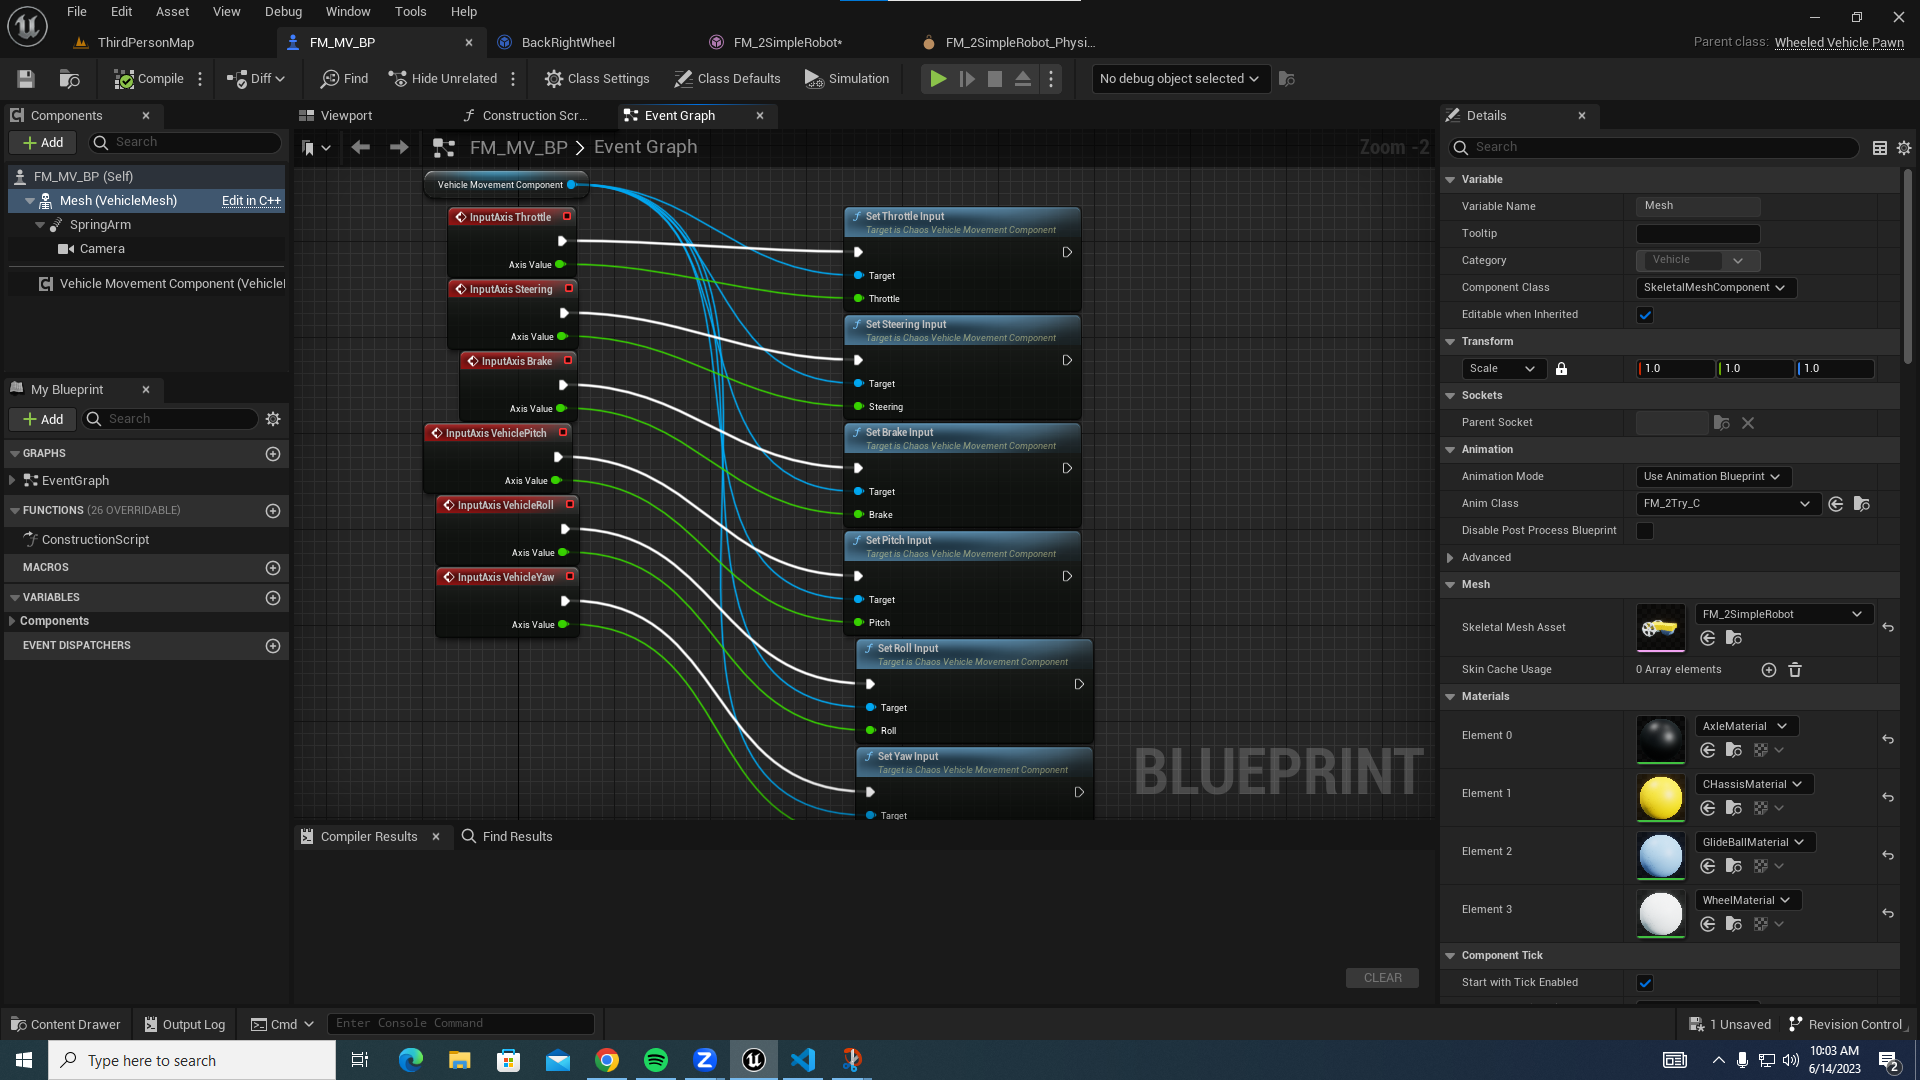 File Edit Asset View Debug Window Tools Help
ThirdPersonMap
FM_MV_BP
BackRightWheel
FM_2SimpleRobot*
FM_2SimpleRobot_Physi...
Parent class: Wheeled Vehicle Pawn
Compile
Diff
Find
Hide Unrelated
Class Settings
Class Defaults
Simulation
No debug object selected
Components
Add
Search
FM_MV_BP (Self)
Mesh (VehicleMesh)
Edit in C++
SpringArm
Camera
Vehicle Movement Component (Vehicle
My Blueprint
Add
Search
GRAPHS
EventGraph
FUNCTIONS (26 OVERRIDABLE)
ConstructionScript
MACROS
VARIABLES
Components
EVENT DISPATCHERS
Viewport
Construction Scr...
Event Graph
FM_MV_BP > Event Graph
Zoom -2
Vehicle Movement Component
InputAxis Throttle
Axis Value
InputAxis Steering
Axis Value
InputAxis Brake
Axis Value
InputAxis VehiclePitch
Axis Value
InputAxis VehicleRoll
Axis Value
InputAxis VehicleYaw
Axis Value
Set Throttle Input
Target is Chaos Vehicle Movement Component
Target
Throttle
Set Steering Input
Target is Chaos Vehicle Movement Component
Target
Steering
Set Brake Input
Target is Chaos Vehicle Movement Component
Target
Brake
Set Pitch Input
Target is Chaos Vehicle Movement Component
Target
Pitch
Set Roll Input
Target is Chaos Vehicle Movement Component
Target
Roll
Set Yaw Input
Target is Chaos Vehicle Movement Component
Target
BLUEPRINT
Compiler Results
Find Results
CLEAR
Details
Search
Variable
Variable Name Mesh
Tooltip
Category Vehicle
Component Class SkeletalMeshComponent
Editable when Inherited
Transform
Scale 1.0 1.0 1.0
Sockets
Parent Socket
Animation
Animation Mode Use Animation Blueprint
Anim Class FM_2Try_C
Disable Post Process Blueprint
Advanced
Mesh
Skeletal Mesh Asset FM_2SimpleRobot
Skin Cache Usage 0 Array elements
Materials
Element 0 AxleMaterial
Element 1 CHassisMaterial
Element 2 GlideBallMaterial
Element 3 WheelMaterial
Component Tick
Start with Tick Enabled
Content Drawer
Output Log
Cmd
Enter Console Command
1 Unsaved
Revision Control
Type here to search
10:03 AM
6/14/2023
2